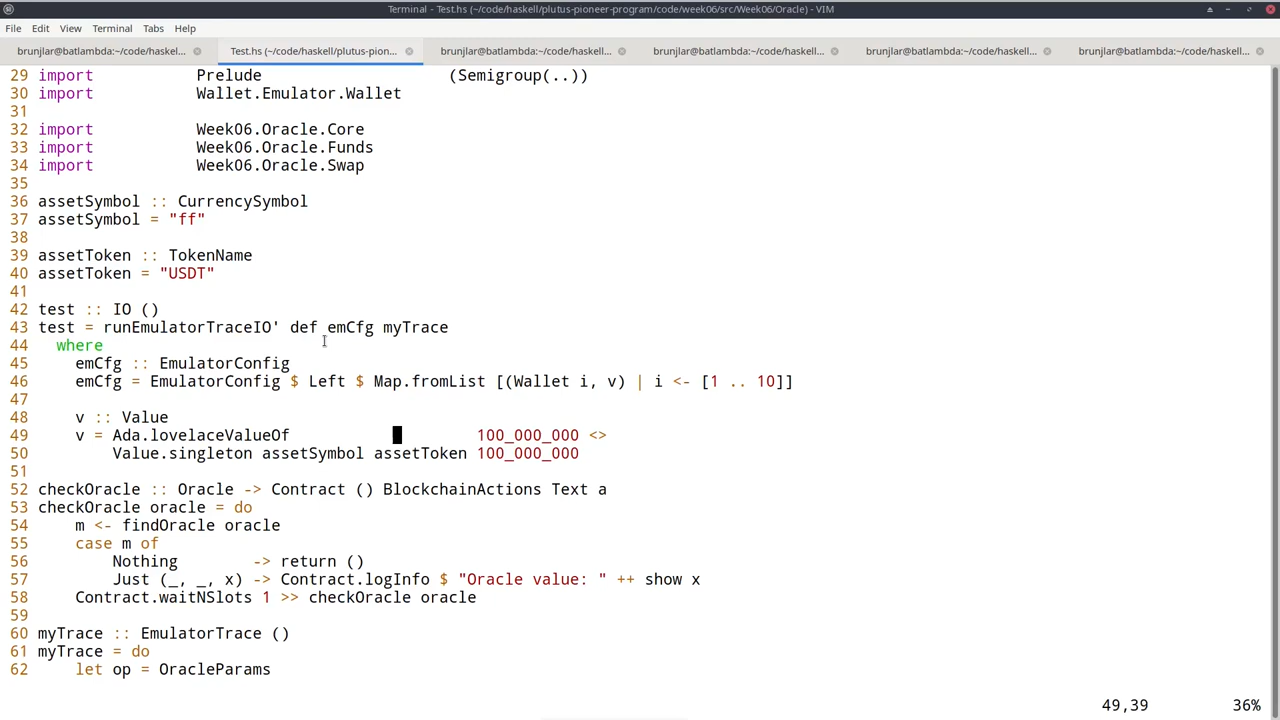 Terminal - Test.hs (~/code/haskell/plutus-pioneer-program/code/week06/src/Week06/Oracle) - VIM
File Edit View Terminal Tabs Help
brunjlar@batlambda:~/code/haskell... Test.hs (~/code/haskell/plutus-pion... brunjlar@batlambda:~/code/haskell... brunjlar@batlambda:~/code/haskell... brunjlar@batlambda:~/code/haskell... brunjlar@batlambda:~/code/haskell...
29 import           Prelude                    (Semigroup(..))
30 import           Wallet.Emulator.Wallet
31
32 import           Week06.Oracle.Core
33 import           Week06.Oracle.Funds
34 import           Week06.Oracle.Swap
35
36 assetSymbol :: CurrencySymbol
37 assetSymbol = "ff"
38
39 assetToken :: TokenName
40 assetToken = "USDT"
41
42 test :: IO ()
43 test = runEmulatorTraceIO' def emCfg myTrace
44   where
45     emCfg :: EmulatorConfig
46     emCfg = EmulatorConfig $ Left $ Map.fromList [(Wallet i, v) | i <- [1 .. 10]]
47
48     v :: Value
49     v = Ada.lovelaceValueOf                    100_000_000 <>
50         Value.singleton assetSymbol assetToken 100_000_000
51
52 checkOracle :: Oracle -> Contract () BlockchainActions Text a
53 checkOracle oracle = do
54     m <- findOracle oracle
55     case m of
56         Nothing        -> return ()
57         Just (_, _, x) -> Contract.logInfo $ "Oracle value: " ++ show x
58     Contract.waitNSlots 1 >> checkOracle oracle
59
60 myTrace :: EmulatorTrace ()
61 myTrace = do
62     let op = OracleParams
49,39 36%